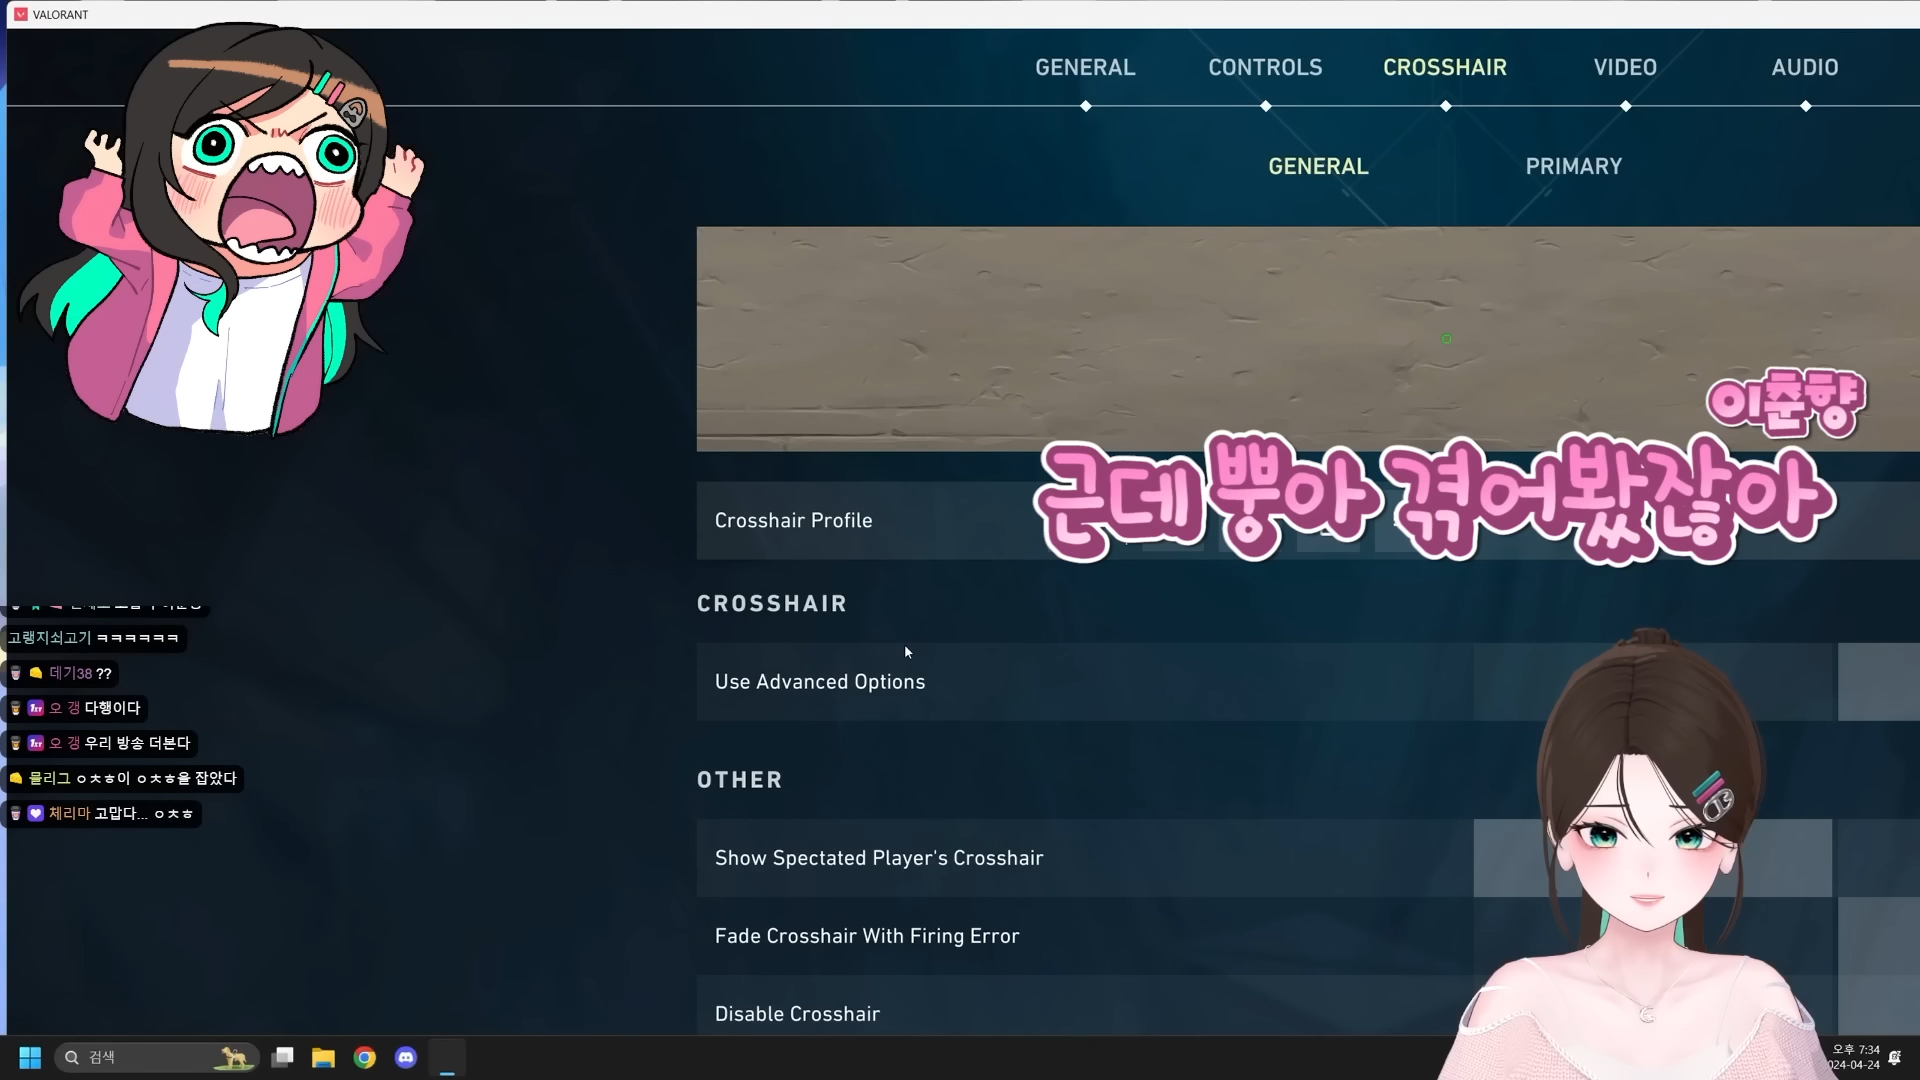 VALORANT
GENERAL CONTROLS CROSSHAIR VIDEO AUDIO
GENERAL PRIMARY
이춘향
근데 뿡아 겪어봤잖아
Crosshair Profile
CROSSHAIR
Use Advanced Options
OTHER
Show Spectated Player's Crosshair
Fade Crosshair With Firing Error
Disable Crosshair
고랭지쇠고기 ㅋㅋㅋㅋㅋㅋ
데기38 ??
오 갱 다행이다
오 갱 우리 방송 더본다
믈리그 ㅇㅊㅎ이 ㅇㅊㅎ을 잡았다
체리마 고맙다... ㅇㅊㅎ
검색
오후 7:34
024-04-24